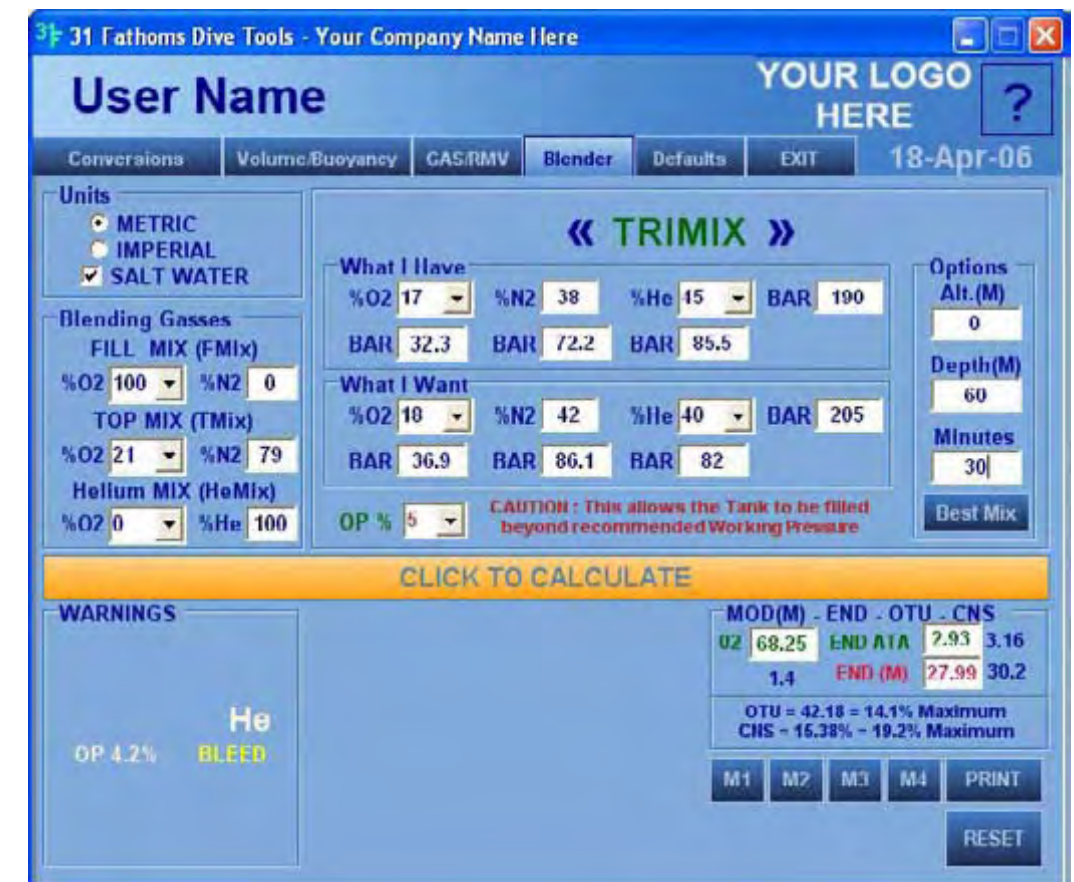 31 Fathoms Dive Tools - Your Company Name Here
User Name
YOUR LOGO
HERE
?
Conversions Volume/Buoyancy GAS/RMV Blender Defaults EXIT 18-Apr-06
Units
METRIC
IMPERIAL
SALT WATER
Blending Gasses
FILL MIX (FMIx)
%O2 100 %N2 0
TOP MIX (TMix)
%O2 21 %N2 79
Helium MIX (HeMix)
%O2 0 %He 100
« TRIMIX »
What I Have
%O2 17 %N2 38 %He 45 BAR 190
BAR 32.3 BAR 72.2 BAR 85.5
What I Want
%O2 18 %N2 42 %He 40 BAR 205
BAR 36.9 BAR 86.1 BAR 82
OP % 5
CAUTION : This allows the Tank to be filled
beyond recommended Working Pressure
Options
Alt.(M)
0
Depth(M)
60
Minutes
30
Best Mix
CLICK TO CALCULATE
WARNINGS
He
OP 4.2% BLEED
MOD(M) - END - OTU - CNS
02 68.25 END ATA 2.93 3.16
1.4 END (M) 27.99 30.2
OTU = 42.18 = 14.1% Maximum
CNS = 15.38% = 19.2% Maximum
M1 M2 M3 M4 PRINT
RESET